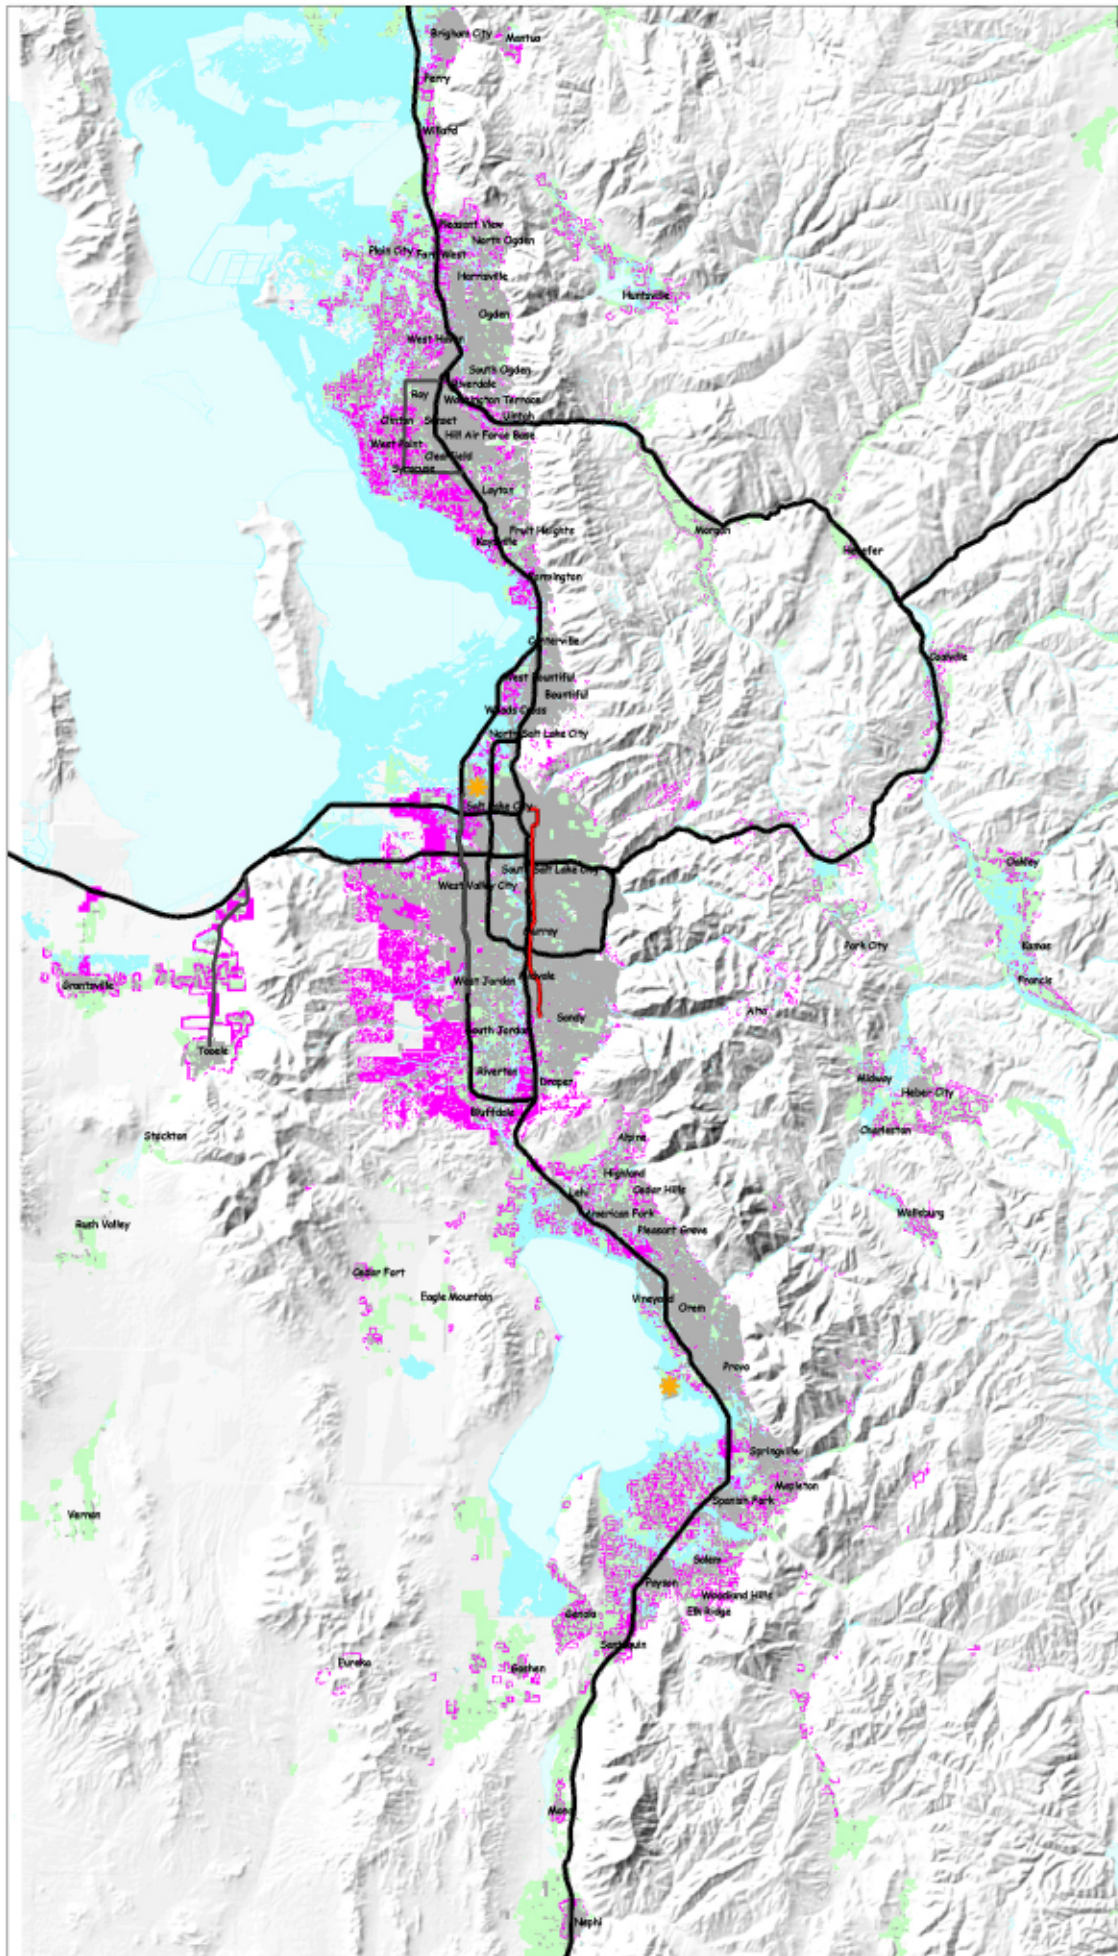 Brigham City
Mantua
Perry
Willard
Pleasant View
North Ogden
Plain City
Farr West
Harrisville
Huntsville
Ogden
West Haven
South Ogden
Riverdale
Roy
Washington Terrace
Uintah
Clinton
Sunset
Hill Air Force Base
West Point
Clearfield
Syracuse
Layton
Morgan
Fruit Heights
Kaysville
Henefer
Farmington
Centerville
Coalville
West Bountiful
Bountiful
Woods Cross
North Salt Lake City
Salt Lake City
South Salt Lake City
Oakley
West Valley City
Murray
Park City
Kamas
Midvale
West Jordan
Francis
Grantsville
Alta
Sandy
South Jordan
Tooele
Riverton
Midway
Draper
Heber City
Bluffdale
Charleston
Stockton
Alpine
Highland
Lehi
Cedar Hills
American Fork
Wallsburg
Rush Valley
Pleasant Grove
Cedar Fort
Eagle Mountain
Vineyard
Orem
Provo
Springville
Mapleton
Spanish Fork
Vernon
Salem
Payson
Woodland Hills
Elk Ridge
Genola
Santaquin
Eureka
Goshen
Mona
Nephi